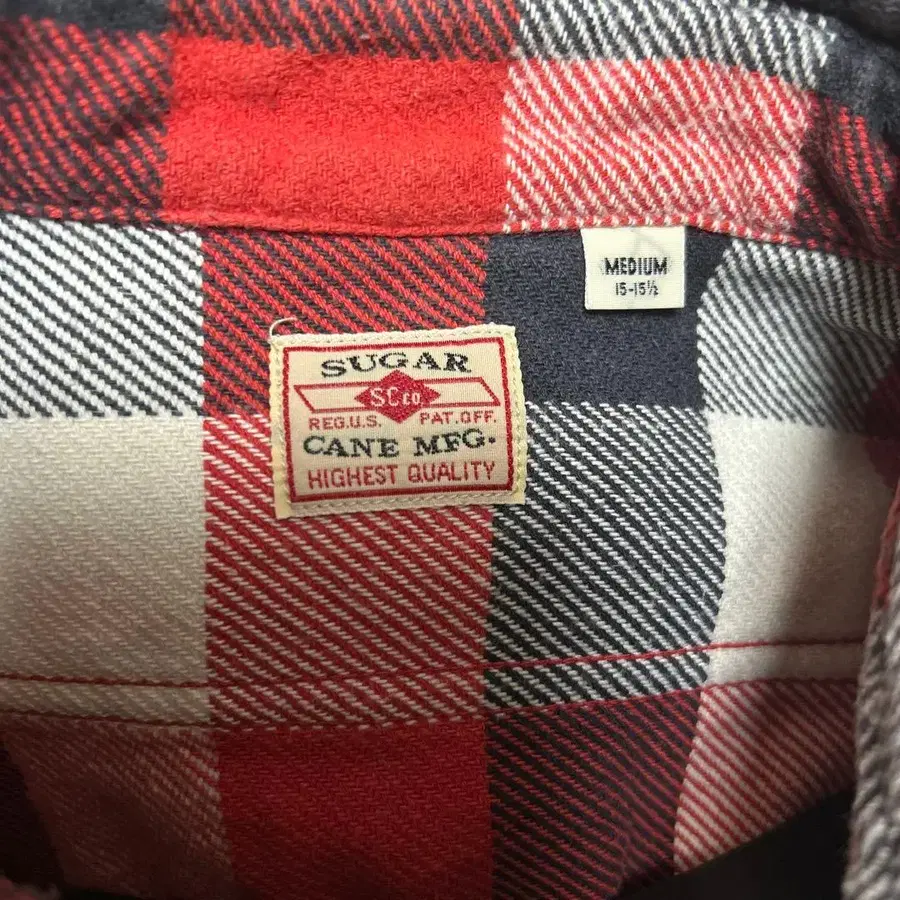 MEDIUM
15-15½
SUGAR
SC co.
REG.U.S. PAT.OFF.
CANE MFG.
HIGHEST QUALITY